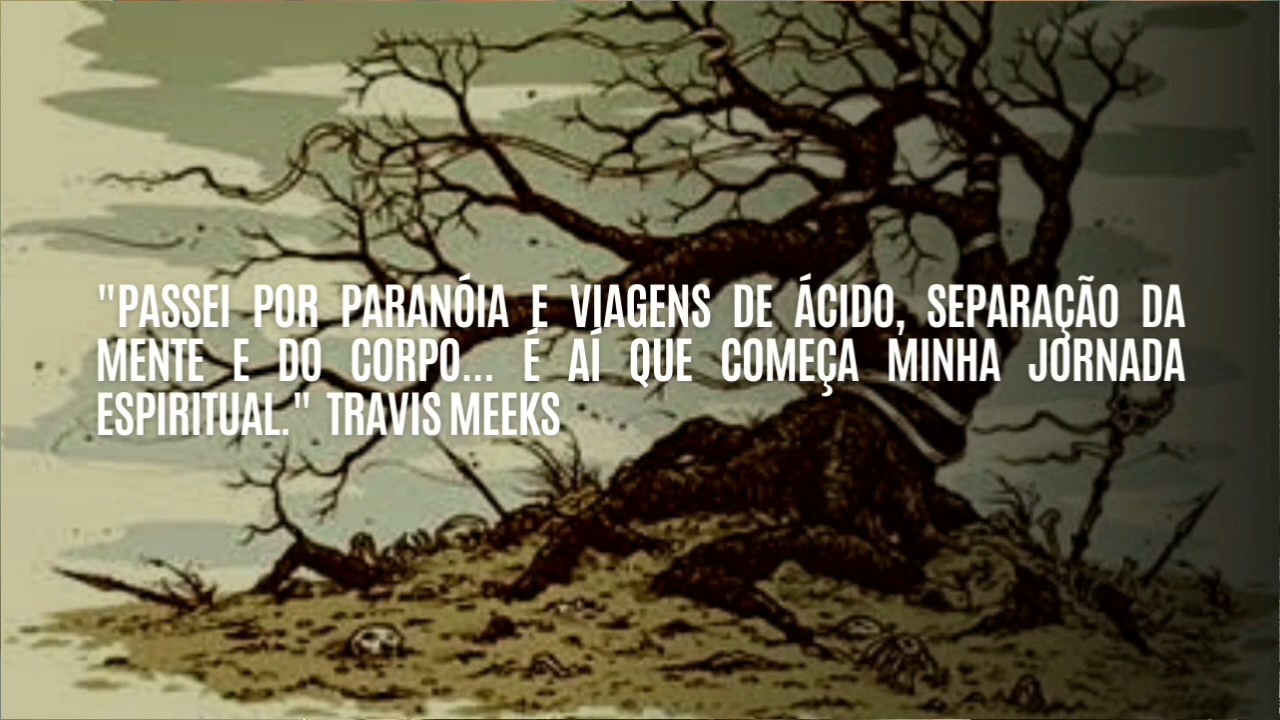 "PASSEI POR PARANÓIA E VIAGENS DE ÁCIDO, SEPARAÇÃO DA
MENTE E DO CORPO... É AÍ QUE COMEÇA MINHA JORNADA
ESPIRITUAL." TRAVIS MEEKS